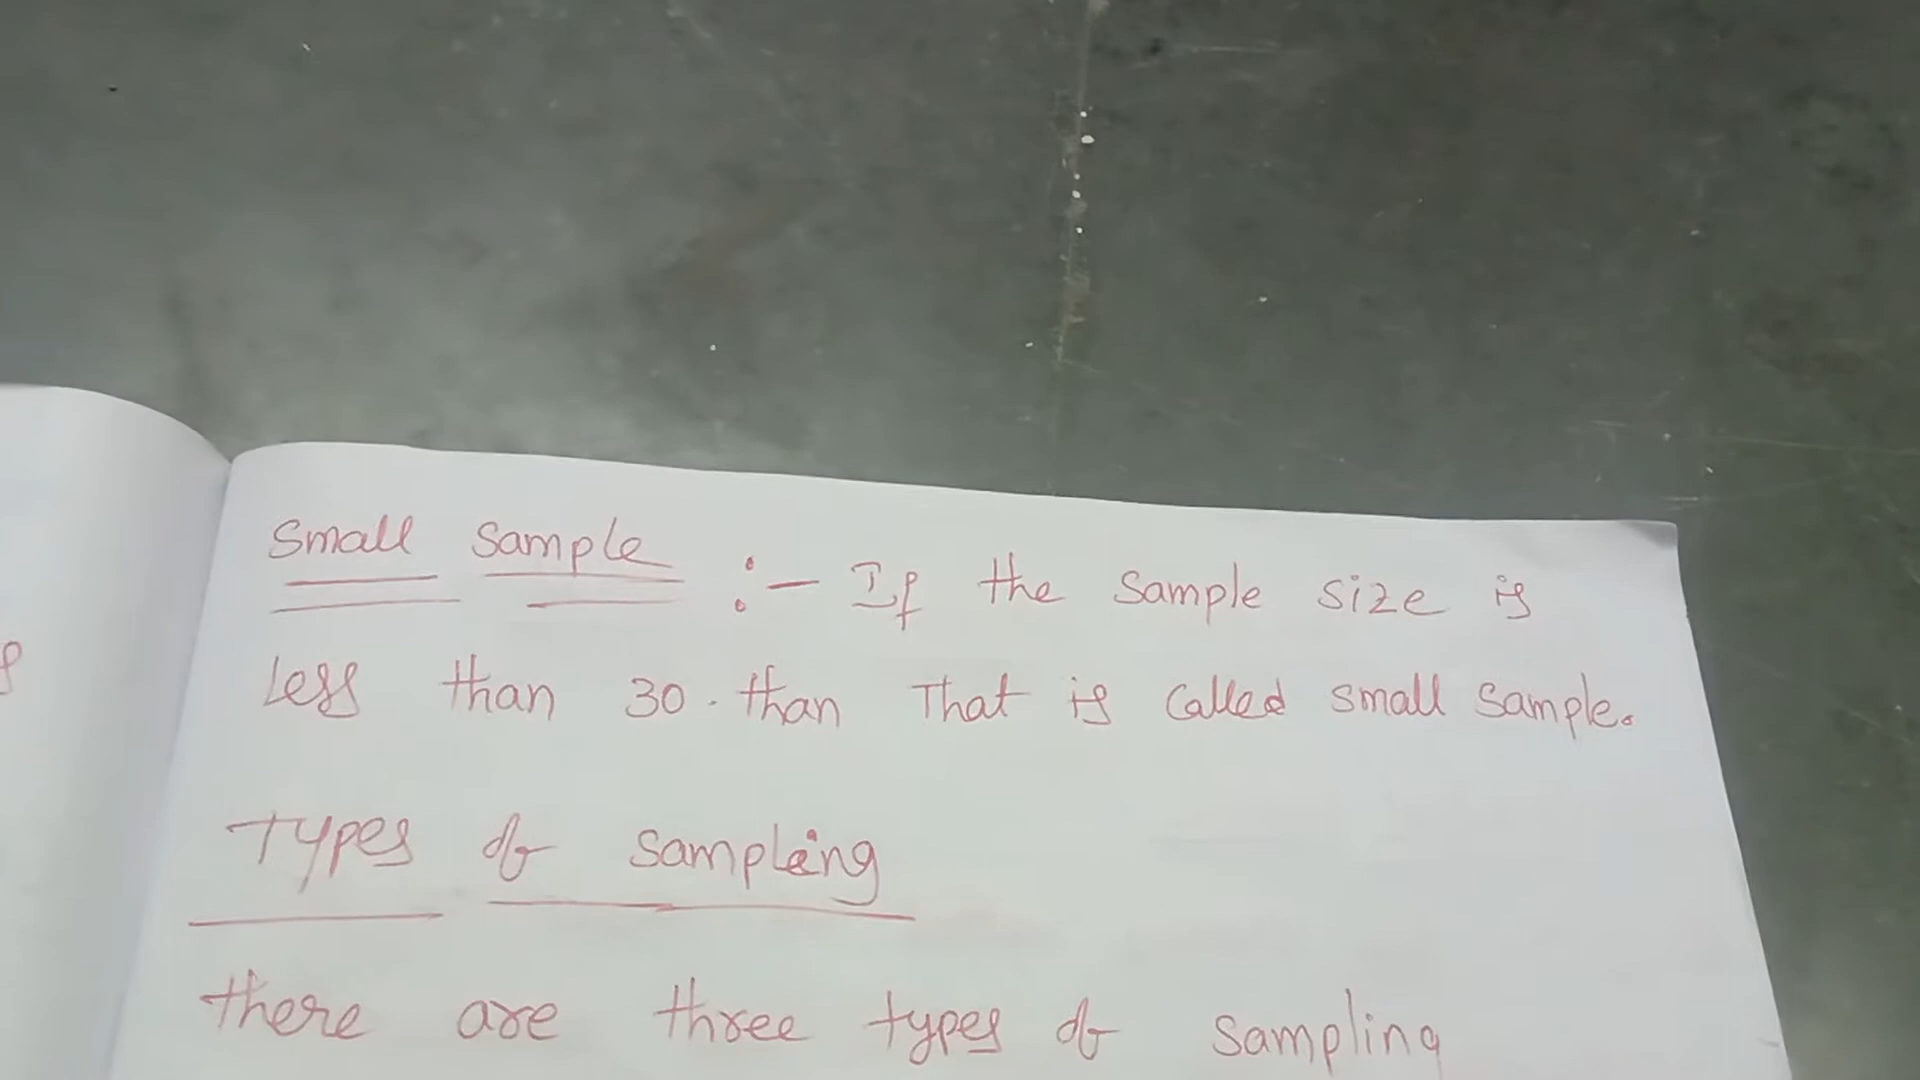 Small Sample :- If the Sample size is
Less than 30. than That is Called Small Sample.
Types of Sampling
there are three types of Sampling